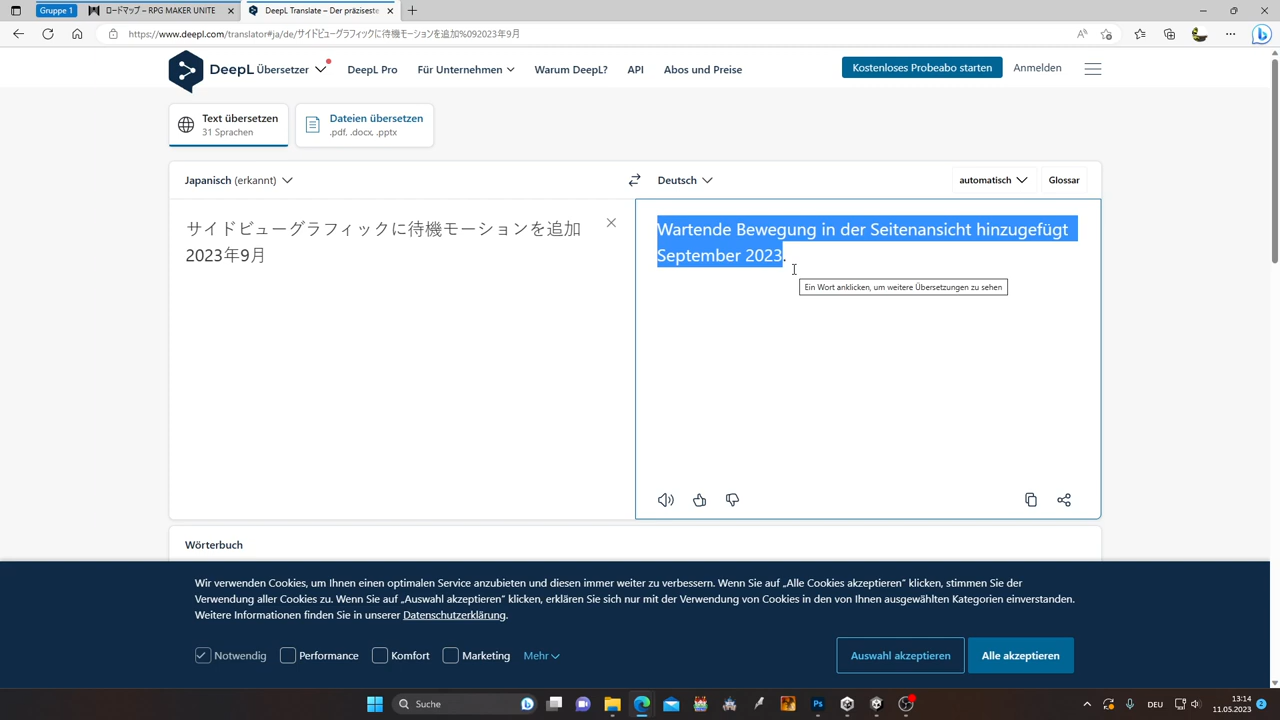 Gruppe 1
ロードマップ – RPG MAKER UNITE
DeepL Translate – Der präziseste
https://www.deepl.com/translator#ja/de/サイドビューグラフィックに待機モーションを追加%092023年9月
DeepL Übersetzer
DeepL Pro
Für Unternehmen
Warum DeepL?
API
Abos und Preise
Kostenloses Probeabo starten
Anmelden
Text übersetzen
31 Sprachen
Dateien übersetzen
.pdf, .docx, .pptx
Japanisch (erkannt)
Deutsch
automatisch
Glossar
サイドビューグラフィックに待機モーションを追加
2023年9月
Wartende Bewegung in der Seitenansicht hinzugefügt
September 2023.
Ein Wort anklicken, um weitere Übersetzungen zu sehen
Wörterbuch
Wir verwenden Cookies, um Ihnen einen optimalen Service anzubieten und diesen immer weiter zu verbessern. Wenn Sie auf „Alle Cookies akzeptieren“ klicken, stimmen Sie der
Verwendung aller Cookies zu. Wenn Sie auf „Auswahl akzeptieren“ klicken, erklären Sie sich nur mit der Verwendung von Cookies in den von Ihnen ausgewählten Kategorien einverstanden.
Weitere Informationen finden Sie in unserer Datenschutzerklärung.
Notwendig
Performance
Komfort
Marketing
Mehr
Auswahl akzeptieren
Alle akzeptieren
Suche
Ps
DEU
13:14
11.05.2023
2